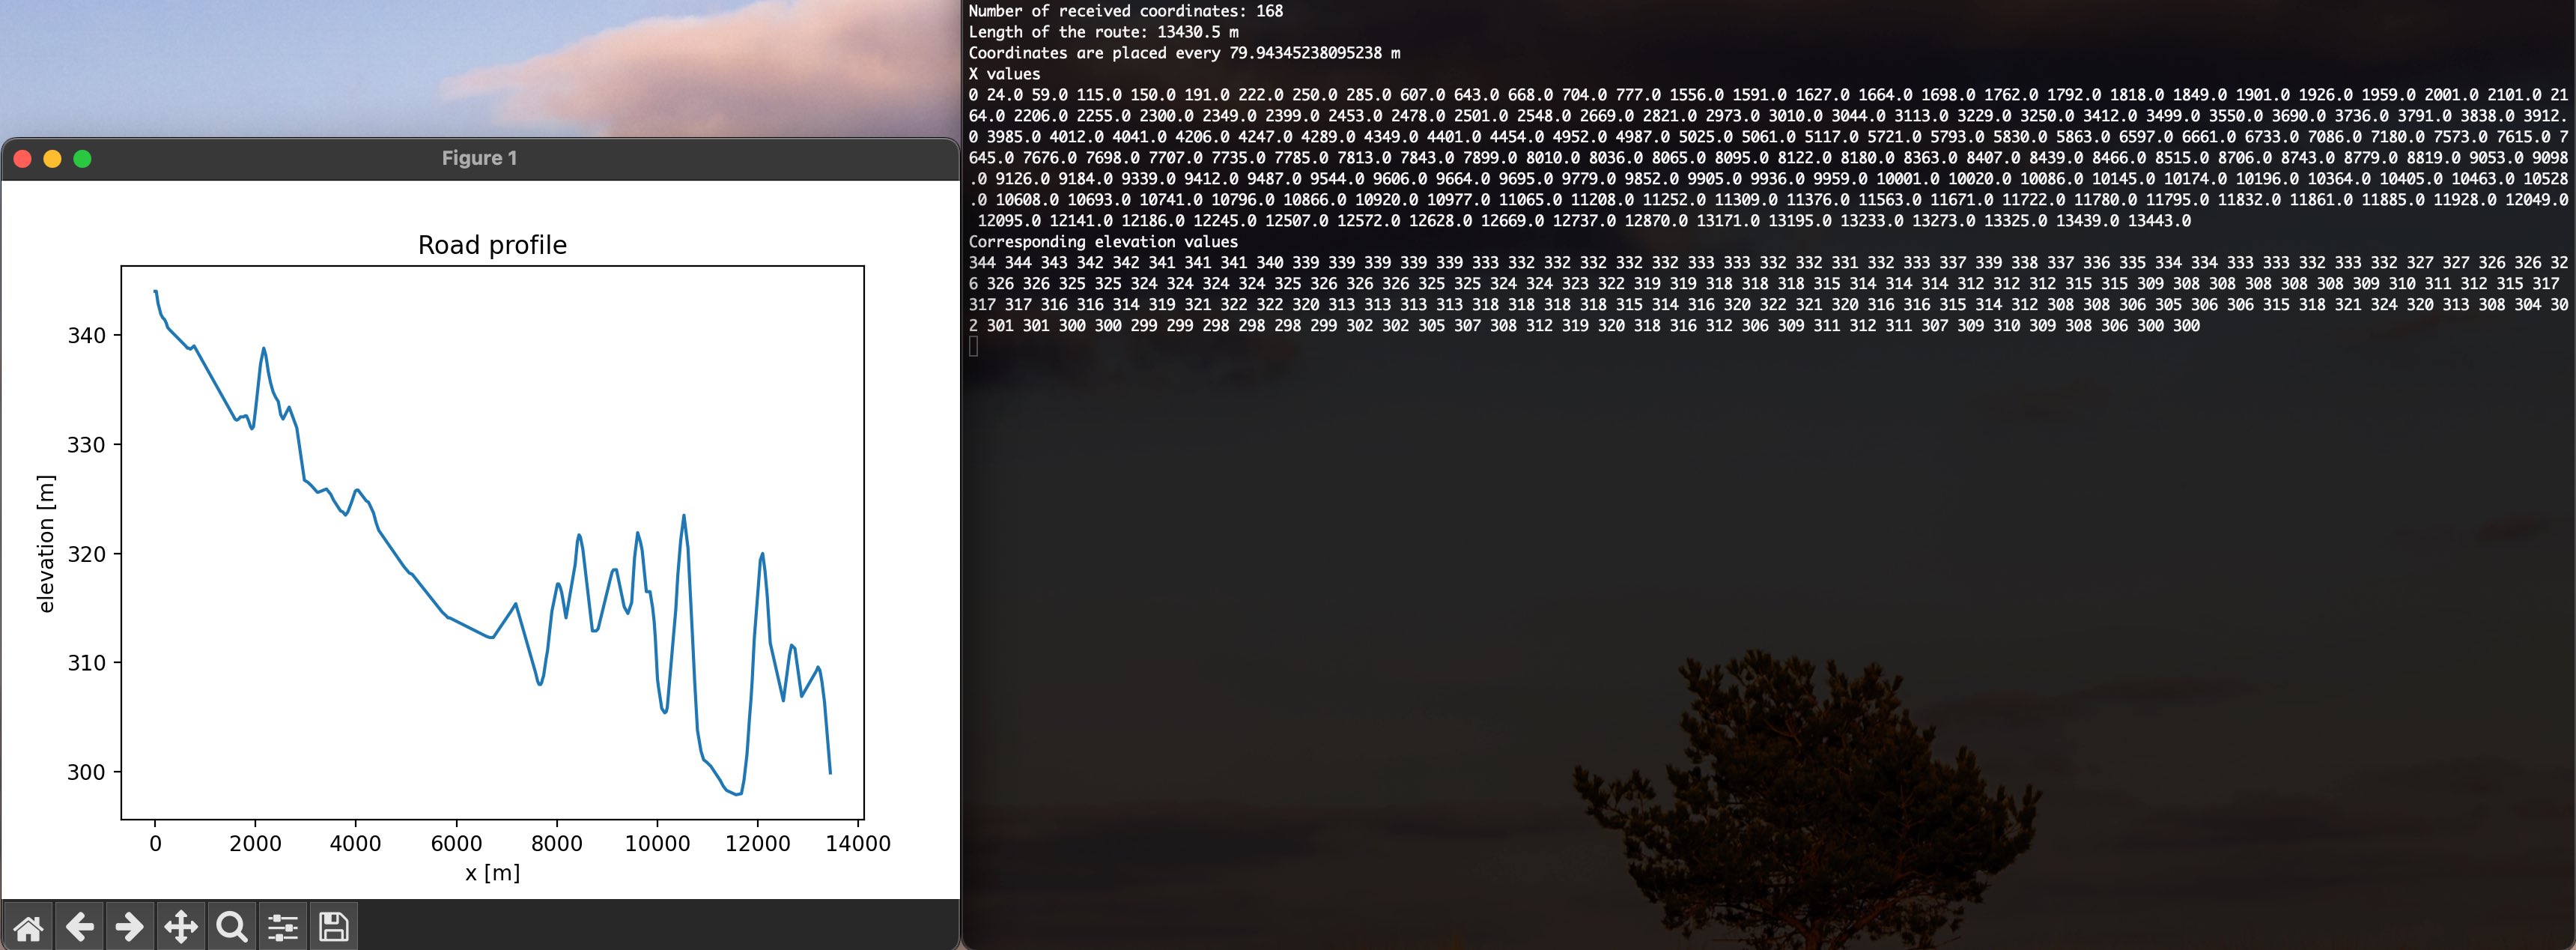 Figure 1
Road profile
340
330
320
310
300
elevation [m]
0 2000 4000 6000 8000 10000 12000 14000
x [m]
Number of received coordinates: 168
Length of the route: 13430.5 m
Coordinates are placed every 79.94345238095238 m
X values
0 24.0 59.0 115.0 150.0 191.0 222.0 250.0 285.0 607.0 643.0 668.0 704.0 777.0 1556.0 1591.0 1627.0 1664.0 1698.0 1762.0 1792.0 1818.0 1849.0 1901.0 1926.0 1959.0 2001.0 2101.0 21
64.0 2206.0 2255.0 2300.0 2349.0 2399.0 2453.0 2478.0 2501.0 2548.0 2669.0 2821.0 2973.0 3010.0 3044.0 3113.0 3229.0 3250.0 3412.0 3499.0 3550.0 3690.0 3736.0 3791.0 3838.0 3912.
0 3985.0 4012.0 4041.0 4206.0 4247.0 4289.0 4349.0 4401.0 4454.0 4952.0 4987.0 5025.0 5061.0 5117.0 5721.0 5793.0 5830.0 5863.0 6597.0 6661.0 6733.0 7086.0 7180.0 7573.0 7615.0 7
645.0 7676.0 7698.0 7707.0 7735.0 7785.0 7813.0 7843.0 7899.0 8010.0 8036.0 8065.0 8095.0 8122.0 8180.0 8363.0 8407.0 8439.0 8466.0 8515.0 8706.0 8743.0 8779.0 8819.0 9053.0 9098
.0 9126.0 9184.0 9339.0 9412.0 9487.0 9544.0 9606.0 9664.0 9695.0 9779.0 9852.0 9905.0 9936.0 9959.0 10001.0 10020.0 10086.0 10145.0 10174.0 10196.0 10364.0 10405.0 10463.0 10528
.0 10608.0 10693.0 10741.0 10796.0 10866.0 10920.0 10977.0 11065.0 11208.0 11252.0 11309.0 11376.0 11563.0 11671.0 11722.0 11780.0 11795.0 11832.0 11861.0 11885.0 11928.0 12049.0
12095.0 12141.0 12186.0 12245.0 12507.0 12572.0 12628.0 12669.0 12737.0 12870.0 13171.0 13195.0 13233.0 13273.0 13325.0 13439.0 13443.0
Corresponding elevation values
344 344 343 342 342 341 341 341 340 339 339 339 339 339 333 332 332 332 332 332 333 333 332 332 331 332 333 337 339 338 337 336 335 334 334 333 333 332 333 332 327 327 326 326 32
6 326 326 325 325 324 324 324 324 325 326 326 326 325 325 324 324 323 322 319 319 318 318 318 315 314 314 314 312 312 312 315 315 309 308 308 308 308 308 309 310 311 312 315 317
317 317 316 316 314 319 321 322 322 320 313 313 313 313 318 318 318 318 315 314 316 320 322 321 320 316 316 315 314 312 308 308 306 305 306 306 315 318 321 324 320 313 308 304 30
2 301 301 300 300 299 299 298 298 298 299 302 302 305 307 308 312 319 320 318 316 312 306 309 311 312 311 307 309 310 309 308 306 300 300